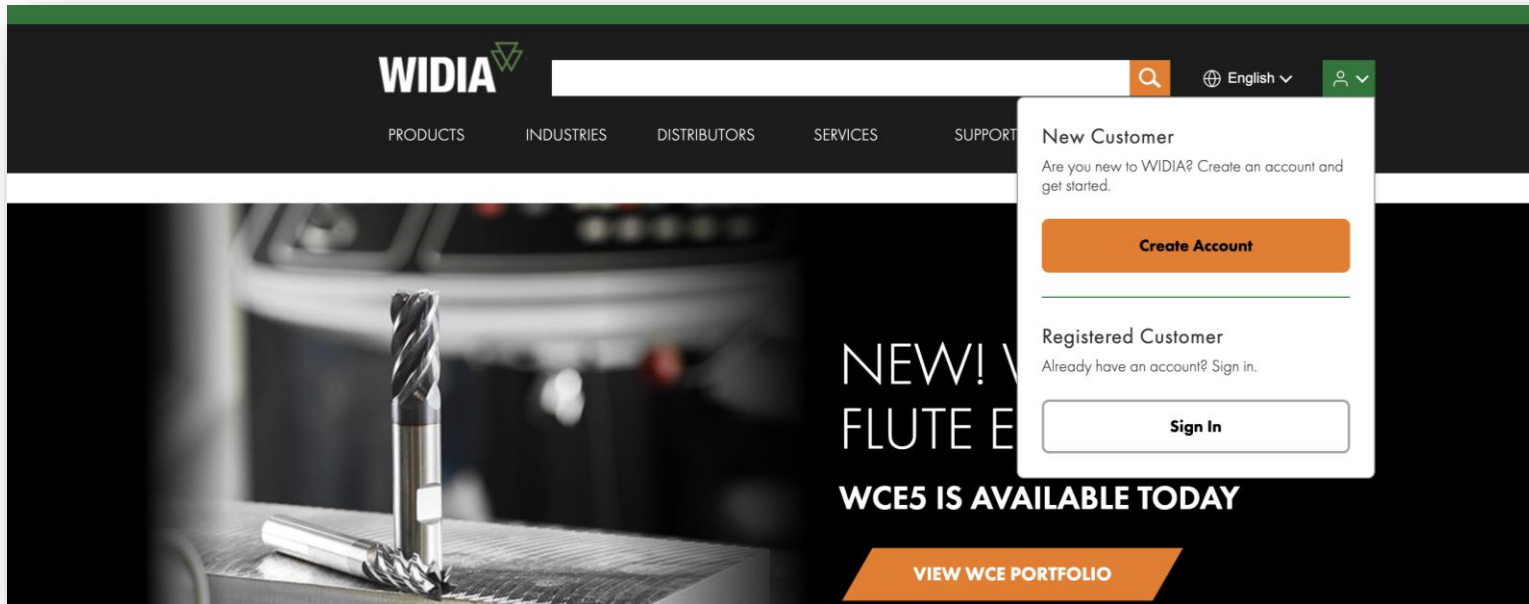 WIDIA
English
PRODUCTS INDUSTRIES DISTRIBUTORS SERVICES SUPPORT
New Customer
Are you new to WIDIA? Create an account and
get started.
Create Account
Registered Customer
Already have an account? Sign in.
Sign In
NEW!
FLUTE E
WCE5 IS AVAILABLE TODAY
VIEW WCE PORTFOLIO